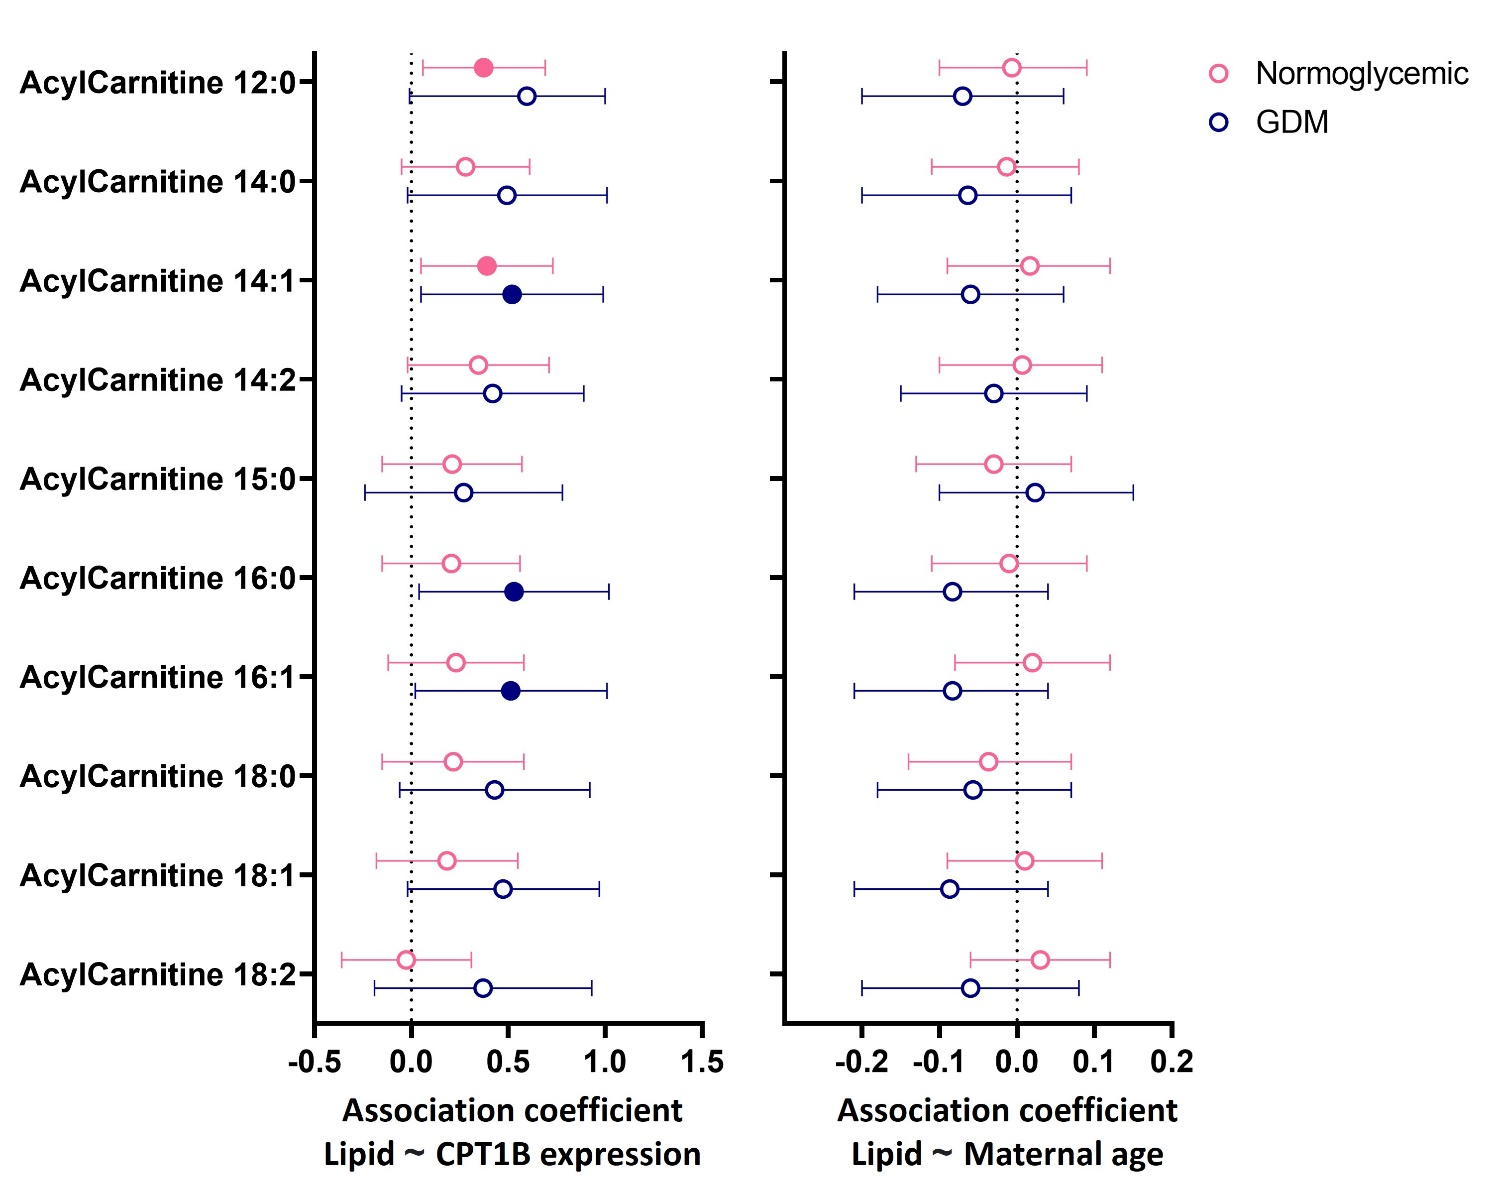 AcylCarnitine 12:0
AcylCarnitine 14:0
AcylCarnitine 14:1
AcylCarnitine 14:2
AcylCarnitine 15:0
AcylCarnitine 16:0
AcylCarnitine 16:1
AcylCarnitine 18:0
AcylCarnitine 18:1
AcylCarnitine 18:2
-0.5 0.0 0.5 1.0 1.5
Association coefficient
Lipid ~ CPT1B expression
-0.2 -0.1 0.0 0.1 0.2
Association coefficient
Lipid ~ Maternal age
Normoglycemic
GDM